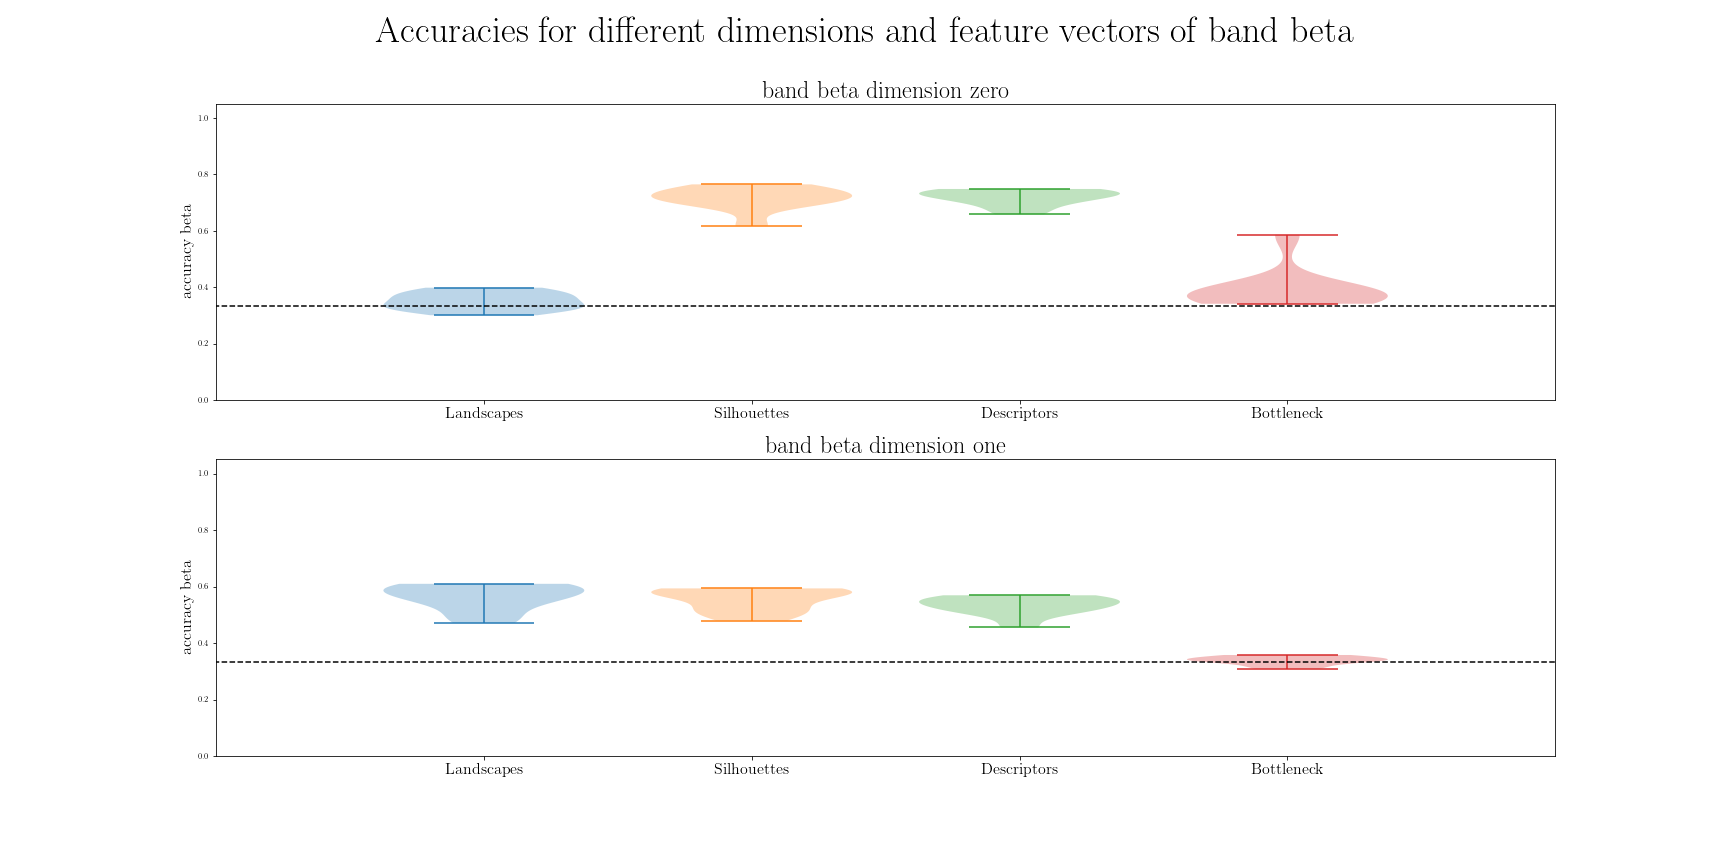 Accuracies for different dimensions and feature vectors of band beta
band beta dimension zero
1.0
0.8
0.6
0.4
0.2
0.0
accuracy beta
Landscapes Silhouettes Descriptors Bottleneck
band beta dimension one
1.0
0.8
0.6
0.4
0.2
0.0
accuracy beta
Landscapes Silhouettes Descriptors Bottleneck